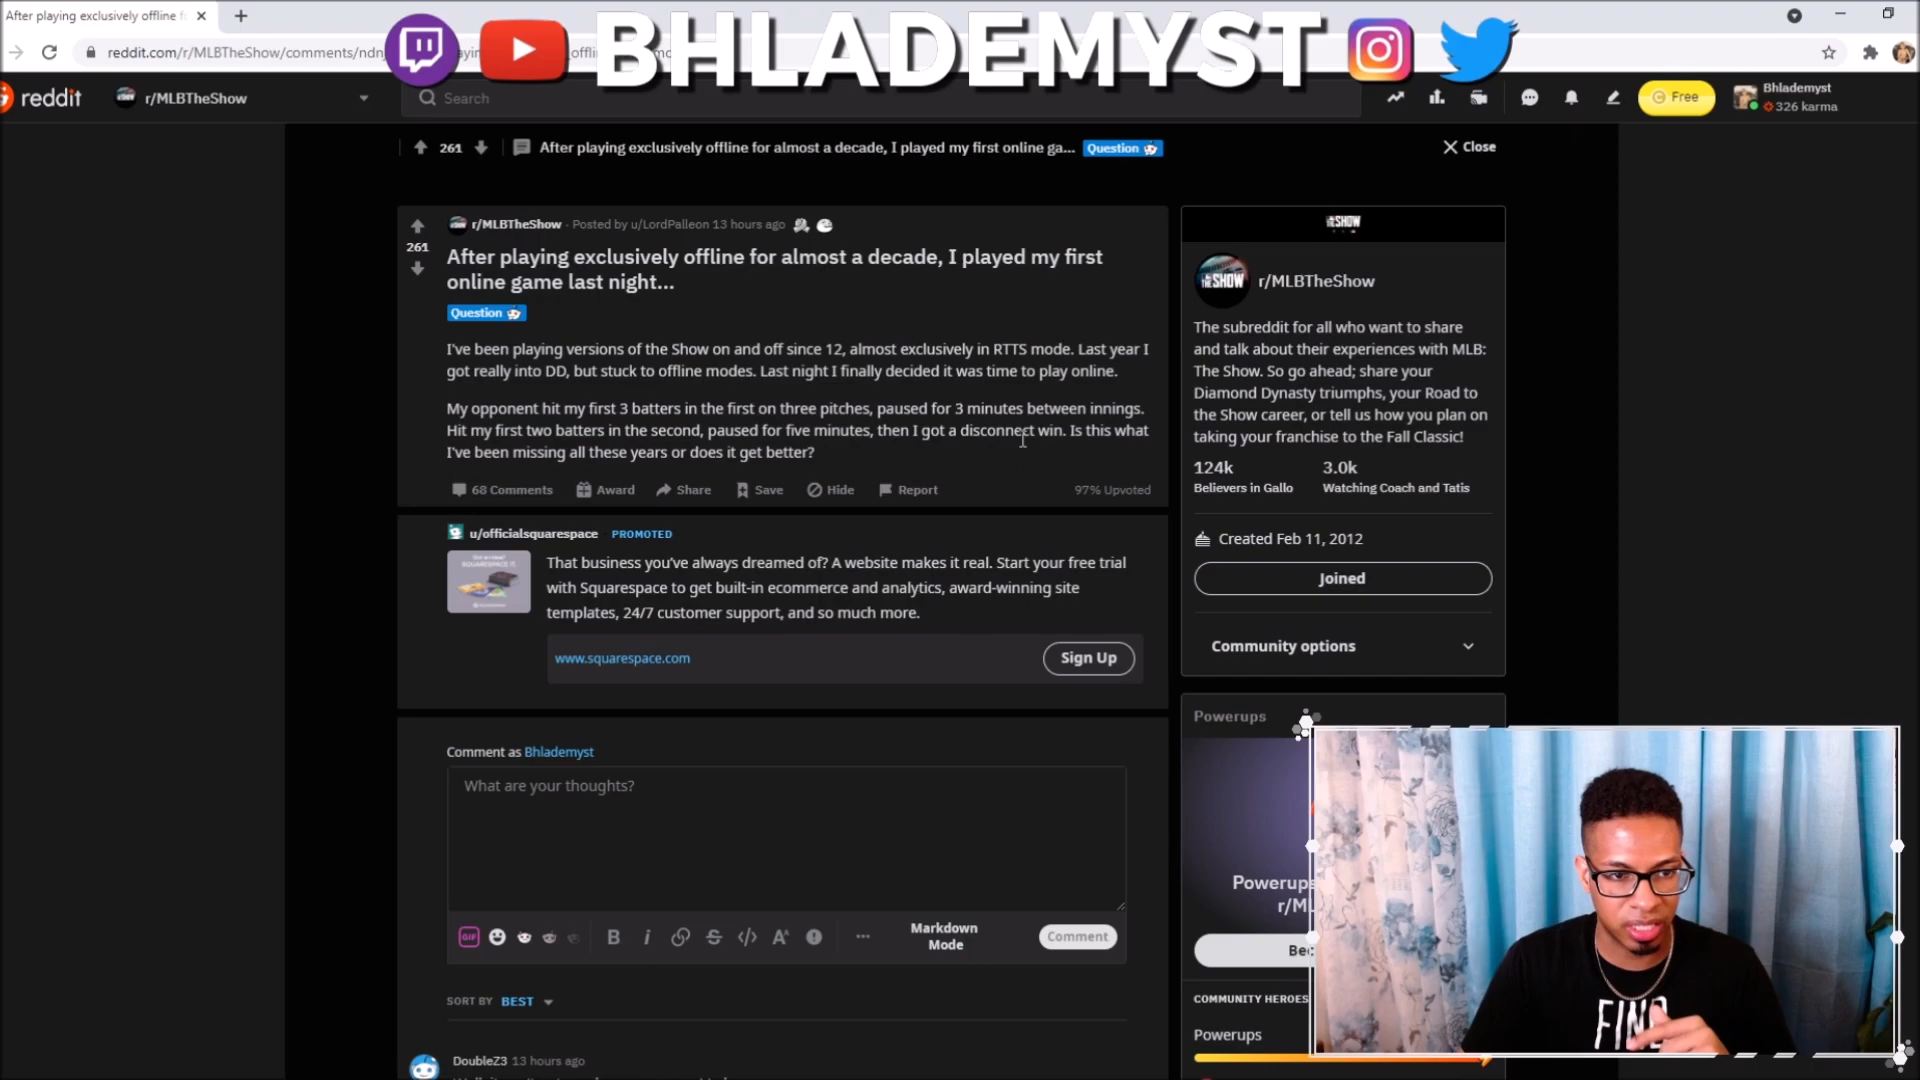 After playing exclusively offline f
BHLADEMYST
reddit.com/r/MLBTheShow/comments/ndn
reddit
r/MLBTheShow
Search
Free
Bhlademyst
326 karma
261
After playing exclusively offline for almost a decade, I played my first online ga...
Question
Close
r/MLBTheShow · Posted by u/LordPalleon 13 hours ago
261
After playing exclusively offline for almost a decade, I played my first
online game last night...
Question
I've been playing versions of the Show on and off since 12, almost exclusively in RTTS mode. Last year I
got really into DD, but stuck to offline modes. Last night I finally decided it was time to play online.
My opponent hit my first 3 batters in the first on three pitches, paused for 3 minutes between innings.
Hit my first two batters in the second, paused for five minutes, then I got a disconnect win. Is this what
I've been missing all these years or does it get better?
68 Comments
Award
Share
Save
Hide
Report
97% Upvoted
u/officialsquarespace PROMOTED
That business you've always dreamed of? A website makes it real. Start your free trial
with Squarespace to get built-in ecommerce and analytics, award-winning site
templates, 24/7 customer support, and so much more.
www.squarespace.com
Sign Up
Comment as Bhlademyst
What are your thoughts?
GIF
Markdown
Mode
Comment
SORT BY BEST
DoubleZ3 13 hours ago
THE SHOW
THE SHOW
r/MLBTheShow
The subreddit for all who want to share
and talk about their experiences with MLB:
The Show. So go ahead; share your
Diamond Dynasty triumphs, your Road to
the Show career, or tell us how you plan on
taking your franchise to the Fall Classic!
124k
Believers in Gallo
3.0k
Watching Coach and Tatis
Created Feb 11, 2012
Joined
Community options
Powerups
Powerups
r/ML
Bec
COMMUNITY HEROES
Powerups
FIND